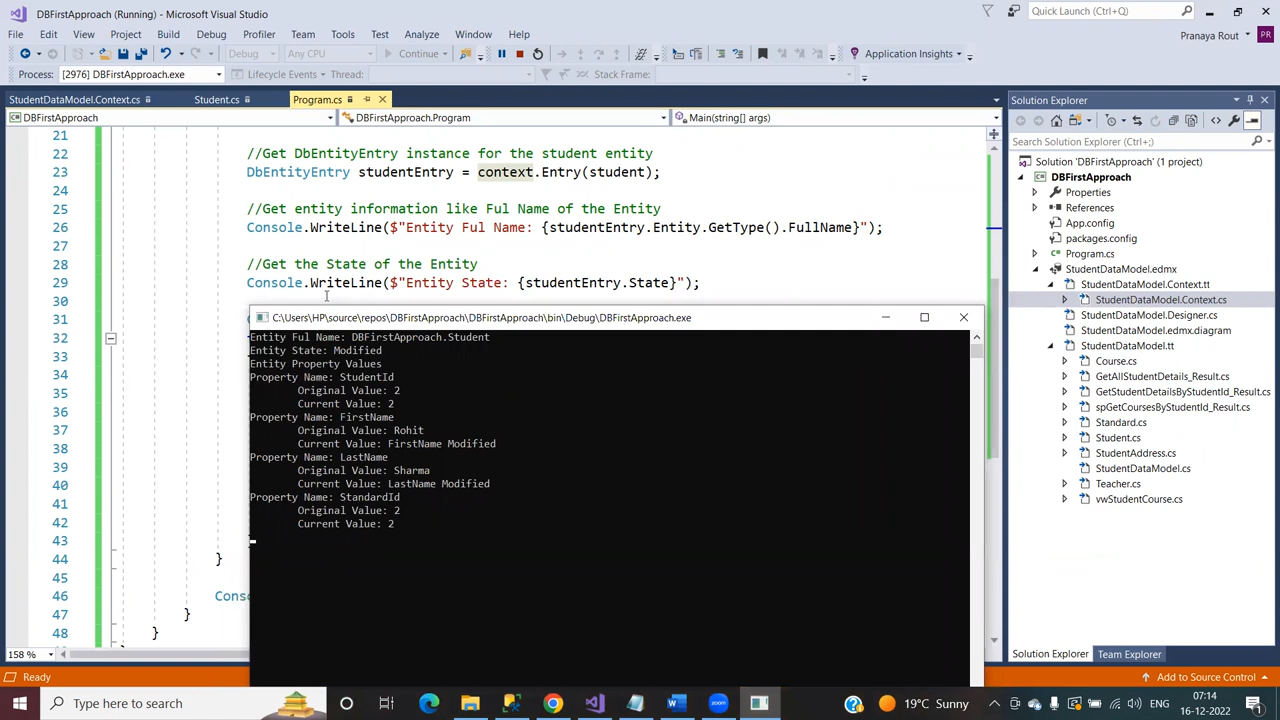 DBFirstApproach (Running) - Microsoft Visual Studio
Quick Launch (Ctrl+Q)
File Edit View Project Build Debug Profiler Team Tools Test Analyze Window Help
Pranaya Rout PR
Debug Any CPU Continue Application Insights
Process: [2976] DBFirstApproach.exe Lifecycle Events Thread: Stack Frame:
StudentDataModel.Context.cs Student.cs Program.cs
DBFirstApproach DBFirstApproach.Program Main(string[] args)
21
22 //Get DbEntityEntry instance for the student entity
23 DbEntityEntry studentEntry = context.Entry(student);
24
25 //Get entity information like Ful Name of the Entity
26 Console.WriteLine($"Entity Ful Name: {studentEntry.Entity.GetType().FullName}");
27
28 //Get the State of the Entity
29 Console.WriteLine($"Entity State: {studentEntry.State}");
30
31
32
33
34
35
36
37
38
39
40
41
42
43
44 }
45
46 Cons
47 }
48 }
158 %
C:\Users\HP\source\repos\DBFirstApproach\DBFirstApproach\bin\Debug\DBFirstApproach.exe
Entity Ful Name: DBFirstApproach.Student
Entity State: Modified
Entity Property Values
Property Name: StudentId
Original Value: 2
Current Value: 2
Property Name: FirstName
Original Value: Rohit
Current Value: FirstName Modified
Property Name: LastName
Original Value: Sharma
Current Value: LastName Modified
Property Name: StandardId
Original Value: 2
Current Value: 2
Solution Explorer
Search Solution Explorer (Ctrl+;)
Solution 'DBFirstApproach' (1 project)
DBFirstApproach
Properties
References
App.config
packages.config
Program.cs
StudentDataModel.edmx
StudentDataModel.Context.tt
StudentDataModel.Context.cs
StudentDataModel.Designer.cs
StudentDataModel.edmx.diagram
StudentDataModel.tt
Course.cs
GetAllStudentDetails_Result.cs
GetStudentDetailsByStudentId_Result.cs
spGetCoursesByStudentId_Result.cs
Standard.cs
Student.cs
StudentAddress.cs
StudentDataModel.cs
Teacher.cs
vwStudentCourse.cs
Solution Explorer Team Explorer
Ready
Add to Source Control
Type here to search
19°C Sunny
07:14
16-12-2022